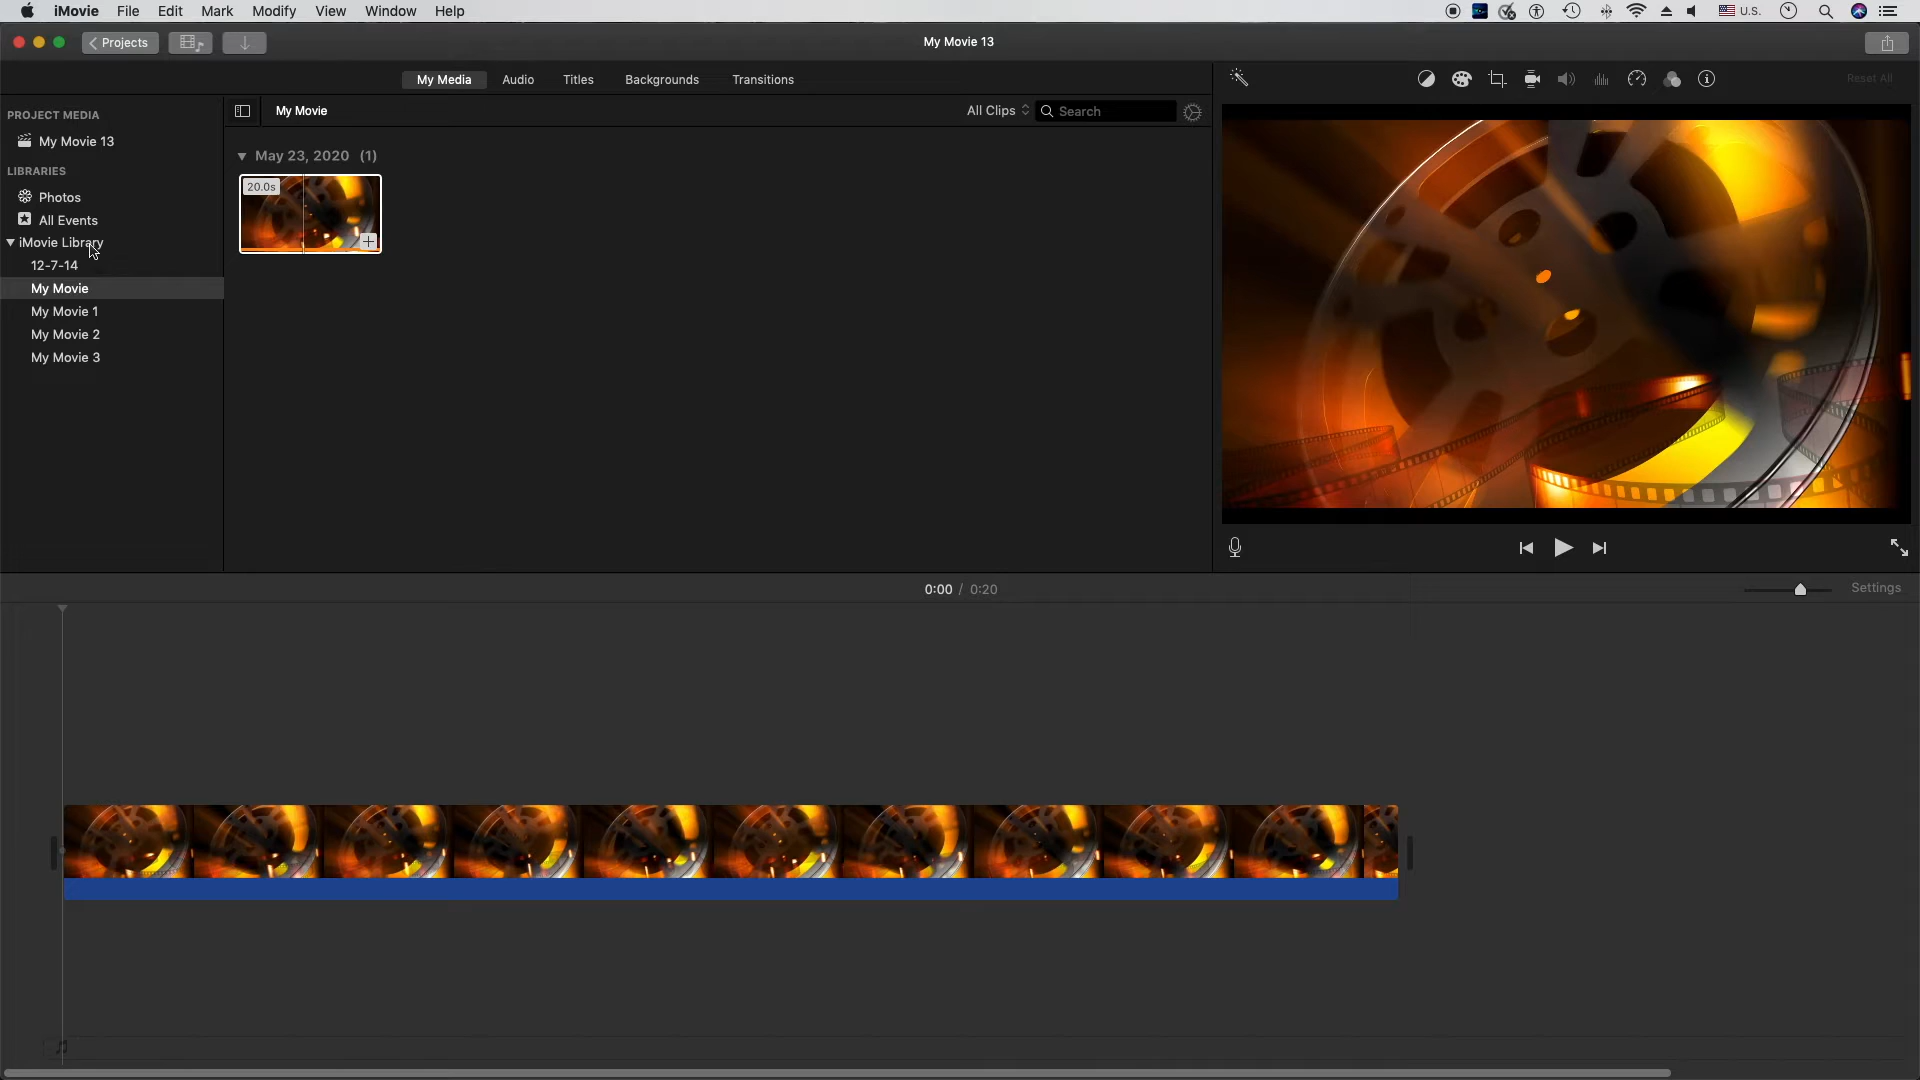 iMovie File Edit Mark Modify View Window Help U.S.
Projects
My Movie 13
My Media Audio Titles Backgrounds Transitions
Reset All
PROJECT MEDIA
My Movie 13
LIBRARIES
Photos
All Events
iMovie Library
12-7-14
My Movie
My Movie 1
My Movie 2
My Movie 3
My Movie
All Clips
Search
May 23, 2020 (1)
20.0s
0:00 / 0:20
Settings